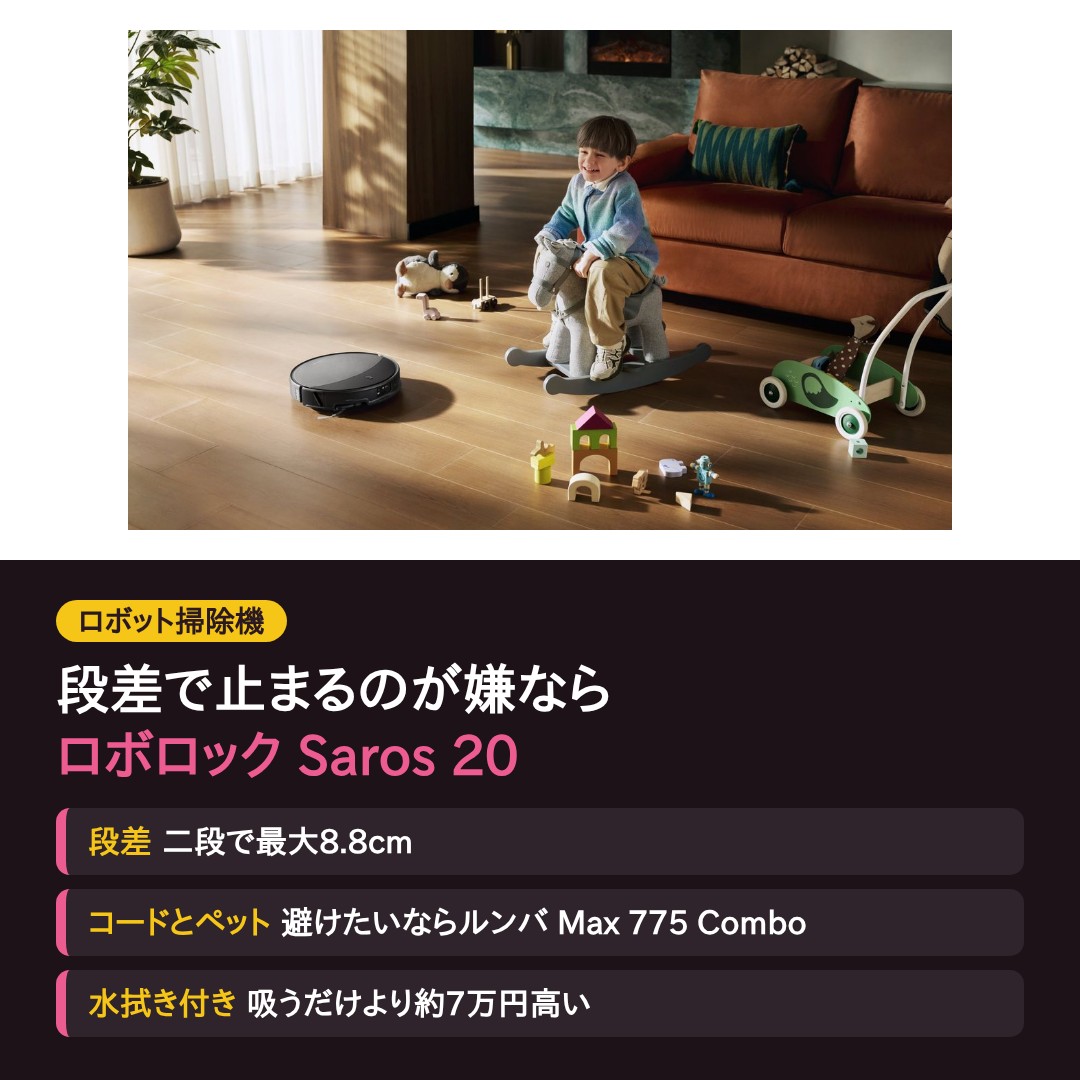 ロボット掃除機
段差で止まるのが嫌なら
ロボロック Saros 20
段差 二段で最大8.8cm
コードとペット 避けたいならルンバ Max 775 Combo
水拭き付き 吸うだけより約7万円高い